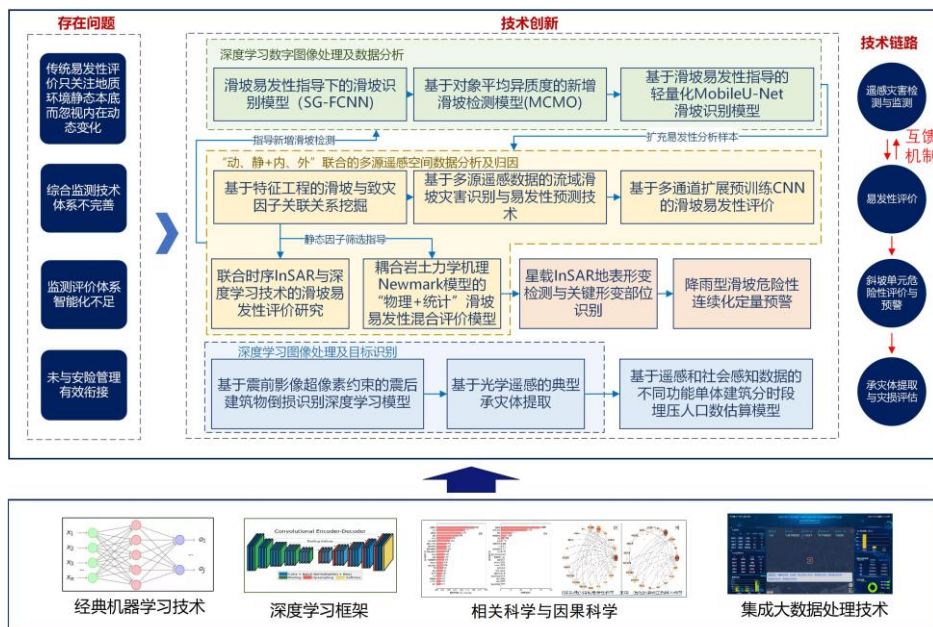 存在问题
技术创新
技术链路
传统易发性评
价只关注地质
环境静态本底
而忽视内在动
态变化
综合监测技术
体系不完善
监测评价体系
智能化不足
未与安险管理
有效衔接
深度学习数字图像处理及数据分析
滑坡易发性指导下的滑坡识
别模型(SG-FCNN)
基于对象平均异质度的新增
滑坡检测模型(MCMO)
基于滑坡易发性指导的
轻量化MobileU-Net
滑坡识别模型
指导新增滑坡检测
扩充易发性分析样本
“动、静+内、外”联合的多源遥感空间数据分析及归因
基于特征工程的滑坡与致灾
因子关联关系挖掘
基于多源遥感数据的流域滑
坡灾害识别与易发性预测技
术
基于多通道扩展预训练CNN
的滑坡易发性评价
静态因子筛选指导
联合时序InSAR与深
度学习技术的滑坡易
发性评价研究
耦合岩土力学机理
Newmark模型的
“物理+统计”滑坡
易发性混合评价模型
星载InSAR地表形变
检测与关键形变部位
识别
降雨型滑坡危险性
连续化定量预警
深度学习图像处理及目标识别
基于震前影像超像素约束的震后
建筑物倒损识别深度学习模型
基于光学遥感的典型
承灾体提取
基于遥感和社会感知数据的
不同功能单体建筑分时段
埋压人口数估算模型
遥感灾害检
测与监测
互馈
机制
易发性评价
斜坡单元危
险性评价与
预警
承灾体提取
与灾损评估
Convolutional Encoder-Decoder
经典机器学习技术
深度学习框架
相关科学与因果科学
集成大数据处理技术